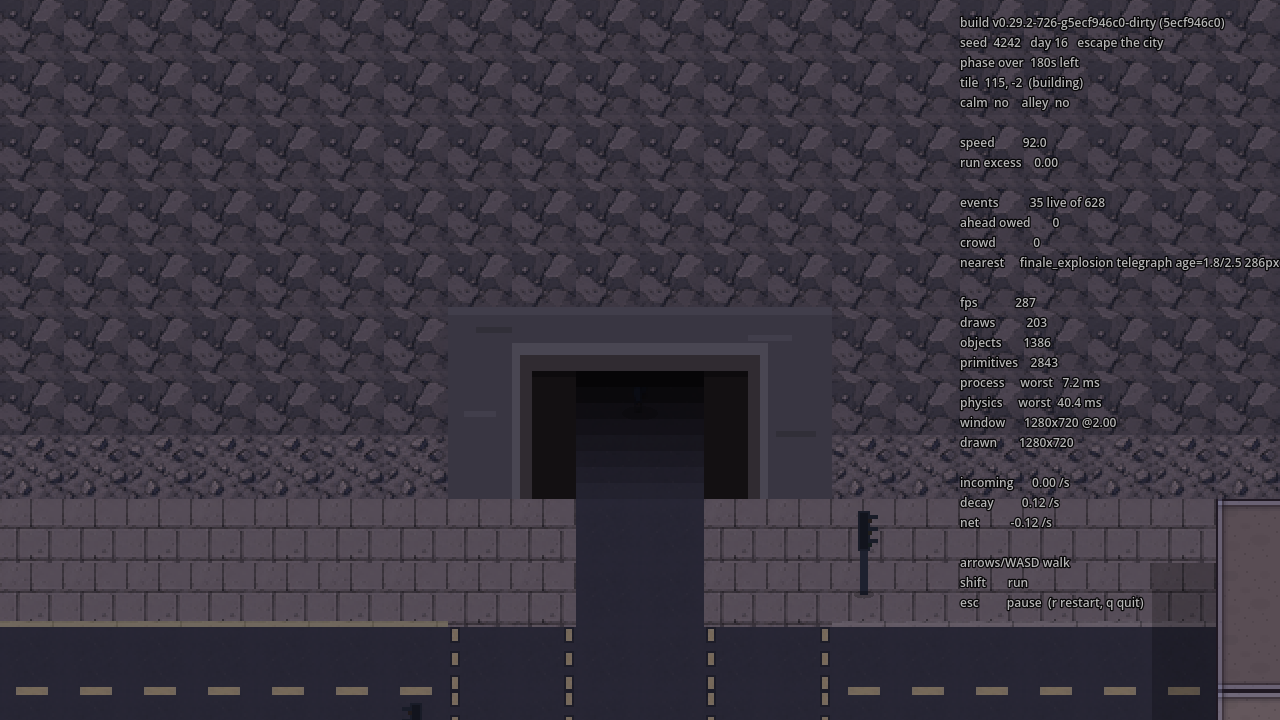 build v0.29.2-726-g5ecf946c0-dirty (5ecf946c0)
seed 4242 day 16 escape the city
phase over 180s left
tile 115, -2 (building)
calm no alley no
speed 92.0
run excess 0.00
events 35 live of 628
ahead owed 0
crowd 0
nearest finale_explosion telegraph age=1.8/2.5 286px
fps 287
draws 203
objects 1386
primitives 2843
process worst 7.2 ms
physics worst 40.4 ms
window 1280x720 @2.00
drawn 1280x720
incoming 0.00 /s
decay 0.12 /s
net -0.12 /s
arrows/WASD walk
shift run
esc pause (r restart, q quit)